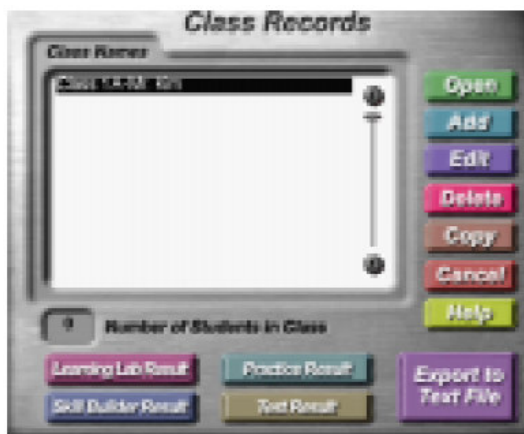 Class Records
Class Names
Class
Open
Add
Edit
Delete
Copy
Cancel
Help
Number of Students in Class
Learning Lab Result
Practice Result
Skill Builder Result
Test Result
Export to
Text File